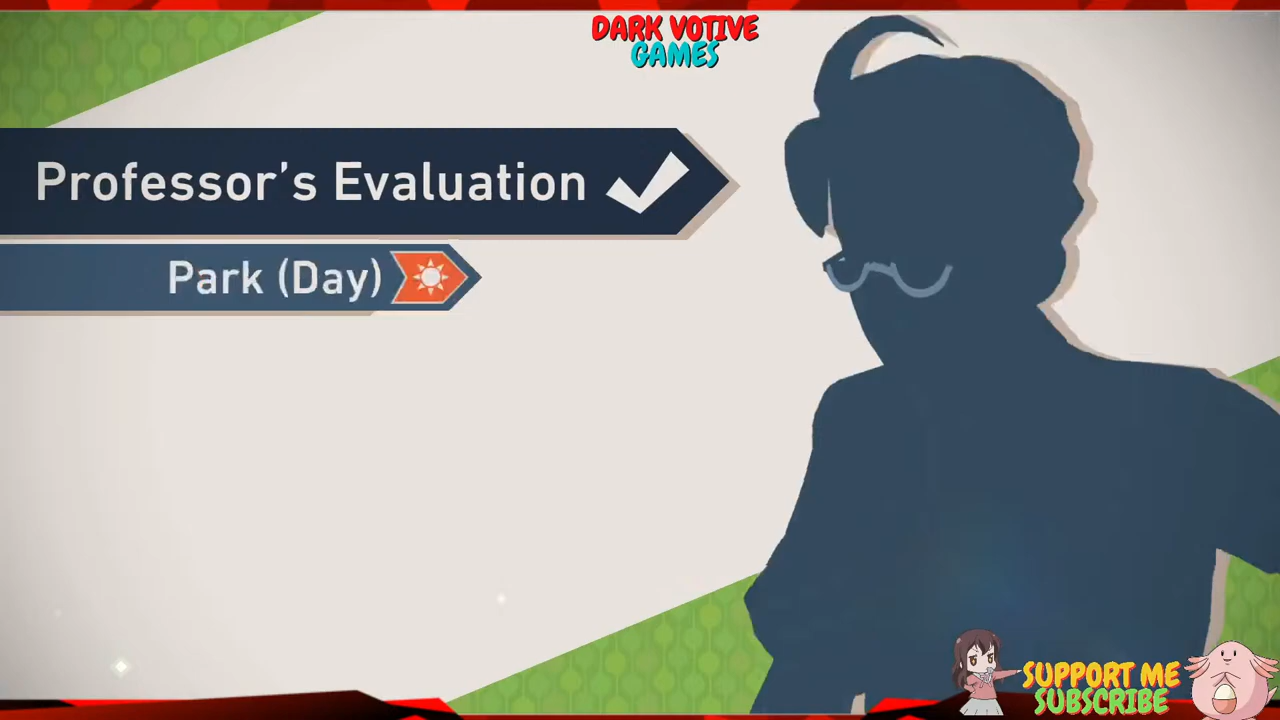 DARK VOTIVE
GAMES
Professor's Evaluation
Park (Day)
SUPPORT ME
SUBSCRIBE